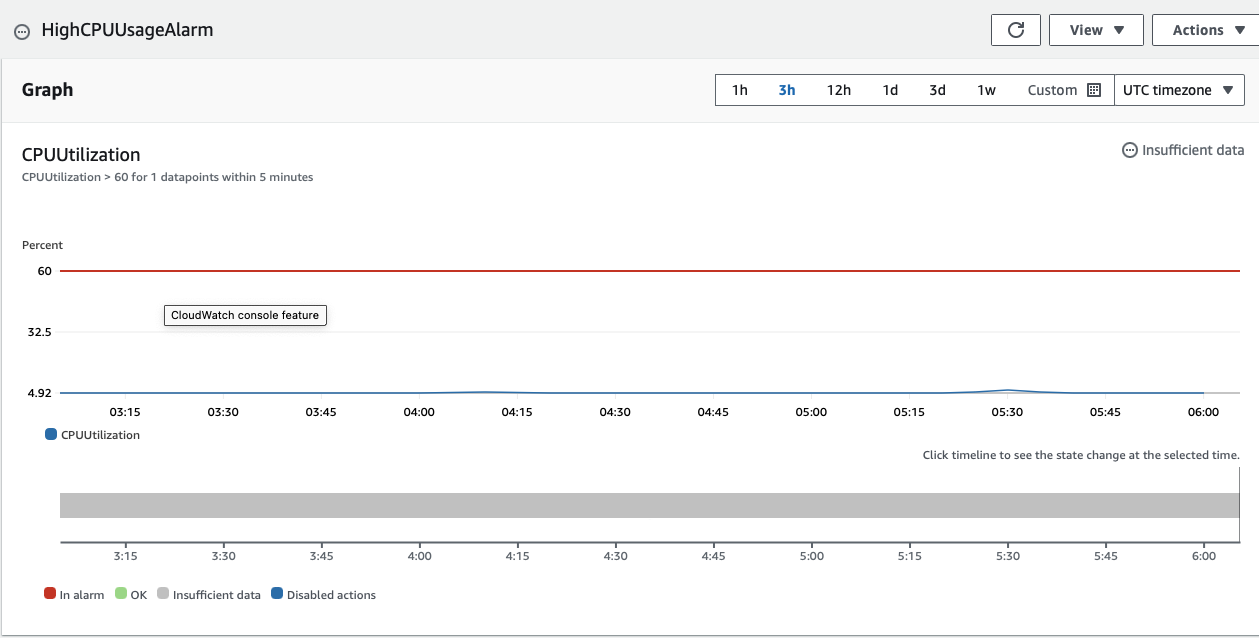 HighCPUUsageAlarm
View
Actions
Graph
1h 3h 12h 1d 3d 1w Custom UTC timezone
CPUUtilization
Insufficient data
CPUUtilization > 60 for 1 datapoints within 5 minutes
Percent
60
CloudWatch console feature
32.5
4.92
03:15 03:30 03:45 04:00 04:15 04:30 04:45 05:00 05:15 05:30 05:45 06:00
CPUUtilization
Click timeline to see the state change at the selected time.
3:15 3:30 3:45 4:00 4:15 4:30 4:45 5:00 5:15 5:30 5:45 6:00
In alarm OK Insufficient data Disabled actions